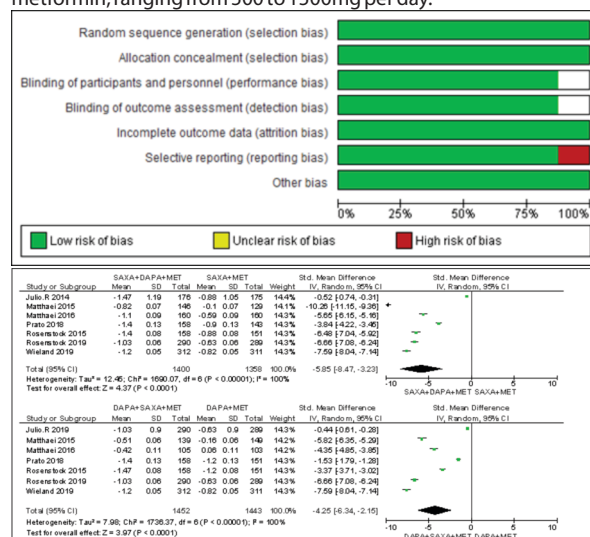 metformin, ranging from 500 to 1500mg per day.
Random sequence generation (selection bias)
Allocation concealment (selection bias)
Blinding of participants and personnel (performance bias)
Blinding of outcome assessment (detection bias)
Incomplete outcome data (attrition bias)
Selective reporting (reporting bias)
Other bias
0% 25% 50% 75% 100%
Low risk of bias Unclear risk of bias High risk of bias
SAXA+DAPA+MET SAXA+MET Std. Mean Difference Std. Mean Difference
Study or Subgroup Mean SD Total Mean SD Total Weight IV, Random, 95% CI IV, Random, 95% CI
Julio.R 2014 -1.47 1.19 176 -0.88 1.05 175 14.4% -0.52 [-0.74, -0.31]
Matthaei 2015 -0.82 0.07 146 -0.1 0.07 129 14.1% -10.26 [-11.15, -9.36]
Matthaei 2016 -1.1 0.09 160 -0.59 0.09 160 14.3% -5.65 [-6.15, -5.16]
Prato 2018 -1.4 0.13 158 -0.9 0.13 143 14.3% -3.84 [-4.22, -3.46]
Rosenstock 2015 -1.4 0.08 158 -0.88 0.08 151 14.3% -6.48 [-7.04, -5.92]
Rosenstock 2019 -1.03 0.06 290 -0.63 0.06 289 14.3% -6.66 [-7.08, -6.24]
Wieland 2019 -1.2 0.05 312 -0.82 0.05 311 14.3% -7.59 [-8.04, -7.14]
Total (95% CI) 1400 1358 100.0% -5.85 [-8.47, -3.23]
Heterogeneity: Tau² = 12.45; Chi² = 1690.07, df = 6 (P < 0.00001); I² = 100%
Test for overall effect: Z = 4.37 (P < 0.0001)
-10 -5 0 5 10
SAXA+DAPA+MET SAXA+MET
DAPA+SAXA+MET DAPA+MET Std. Mean Difference Std. Mean Difference
Study or Subgroup Mean SD Total Mean SD Total Weight IV, Random, 95% CI IV, Random, 95% CI
Julio.R 2019 -1.03 0.9 290 -0.63 0.9 289 14.3% -0.44 [-0.61, -0.28]
Matthaei 2015 -0.51 0.06 139 -0.16 0.06 149 14.2% -5.82 [-6.35, -5.29]
Matthaei 2016 -0.42 0.11 105 0.06 0.11 103 14.2% -4.35 [-4.85, -3.85]
Prato 2018 -1.4 0.13 158 -1.2 0.13 151 14.3% -1.53 [-1.79, -1.28]
Rosenstock 2015 -1.47 0.08 158 -1.2 0.08 151 14.3% -3.37 [-3.71, -3.02]
Rosenstock 2019 -1.03 0.06 290 -0.63 0.06 289 14.3% -6.66 [-7.08, -6.24]
Wieland 2019 -1.2 0.05 312 -0.82 0.05 311 14.3% -7.59 [-8.04, -7.14]
Total (95% CI) 1452 1443 100.0% -4.25 [-6.34, -2.15]
Heterogeneity: Tau² = 7.98; Chi² = 1736.37, df = 6 (P < 0.00001); I² = 100%
Test for overall effect: Z = 3.97 (P < 0.0001)
-10 -5 0 5 10
DAPA+SAXA+MET DAPA+MET